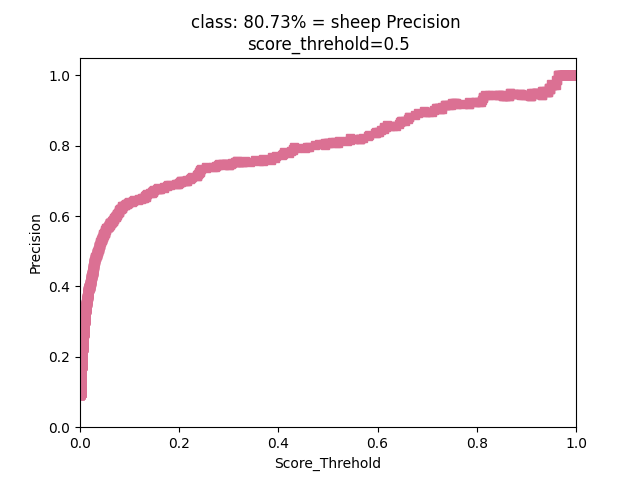 class: 80.73% = sheep Precision
score_threhold=0.5
1.0
0.8
0.6
0.4
0.2
0.0
Precision
0.0 0.2 0.4 0.6 0.8 1.0
Score_Threhold